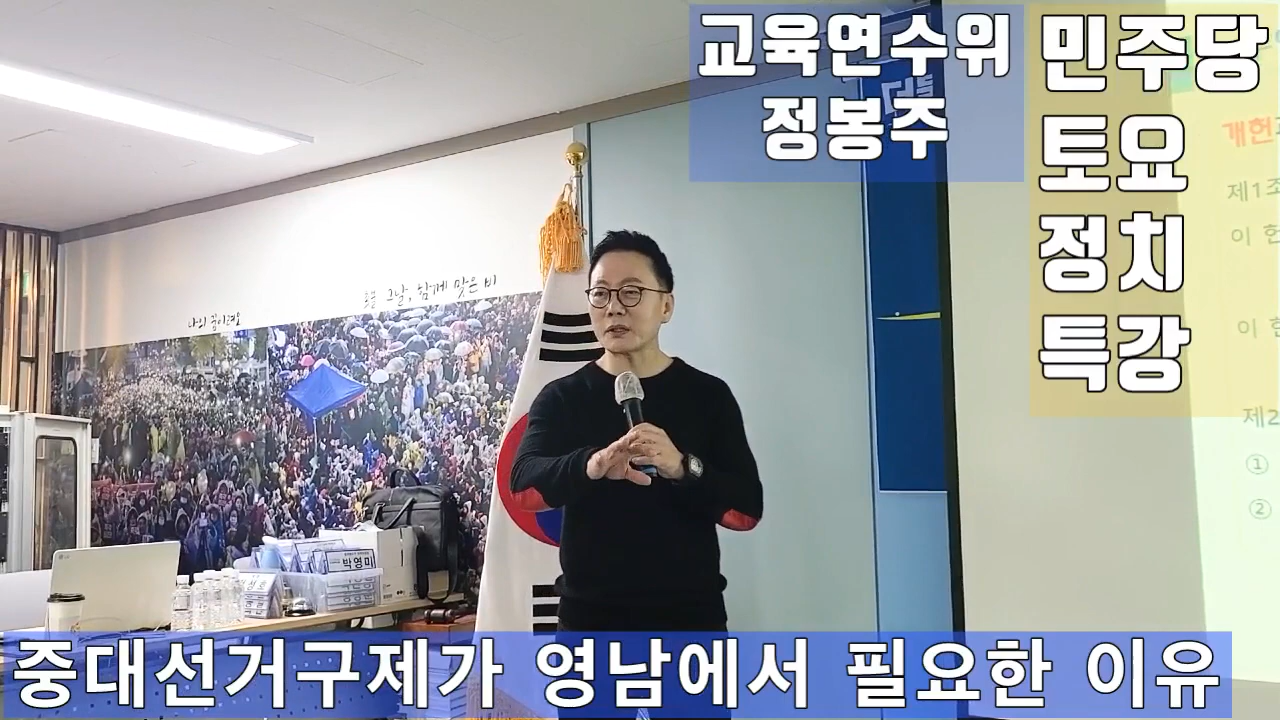 교육연수위
정봉주
민주당
토요
정치
특강
더
개헌
제1조
이 헌
이 헌
제2
①
②
그날, 함께 맞은 비
박영미
중대선거구제가 영남에서 필요한 이유